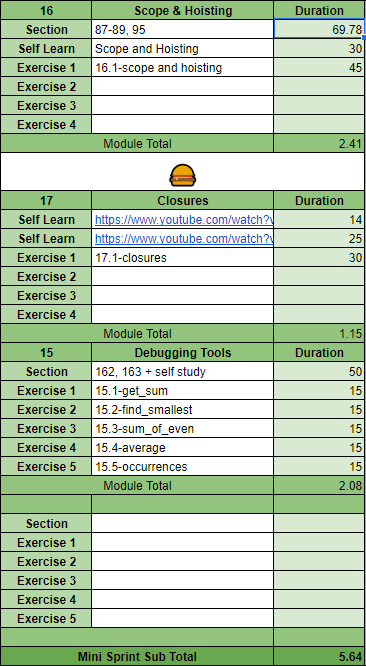 16 Scope & Hoisting Duration
Section 87-89, 95 69.78
Self Learn Scope and Hoisting 30
Exercise 1 16.1-scope and hoisting 45
Exercise 2
Exercise 3
Exercise 4
Module Total 2.41
17 Closures Duration
Self Learn https://www.youtube.com/watch?v 14
Self Learn https://www.youtube.com/watch?v 25
Exercise 1 17.1-closures 30
Exercise 2
Exercise 3
Exercise 4
Module Total 1.15
15 Debugging Tools Duration
Section 162, 163 + self study 50
Exercise 1 15.1-get_sum 15
Exercise 2 15.2-find_smallest 15
Exercise 3 15.3-sum_of_even 15
Exercise 4 15.4-average 15
Exercise 5 15.5-occurrences 15
Module Total 2.08
Section
Exercise 1
Exercise 2
Exercise 3
Exercise 4
Exercise 5
Mini Sprint Sub Total 5.64